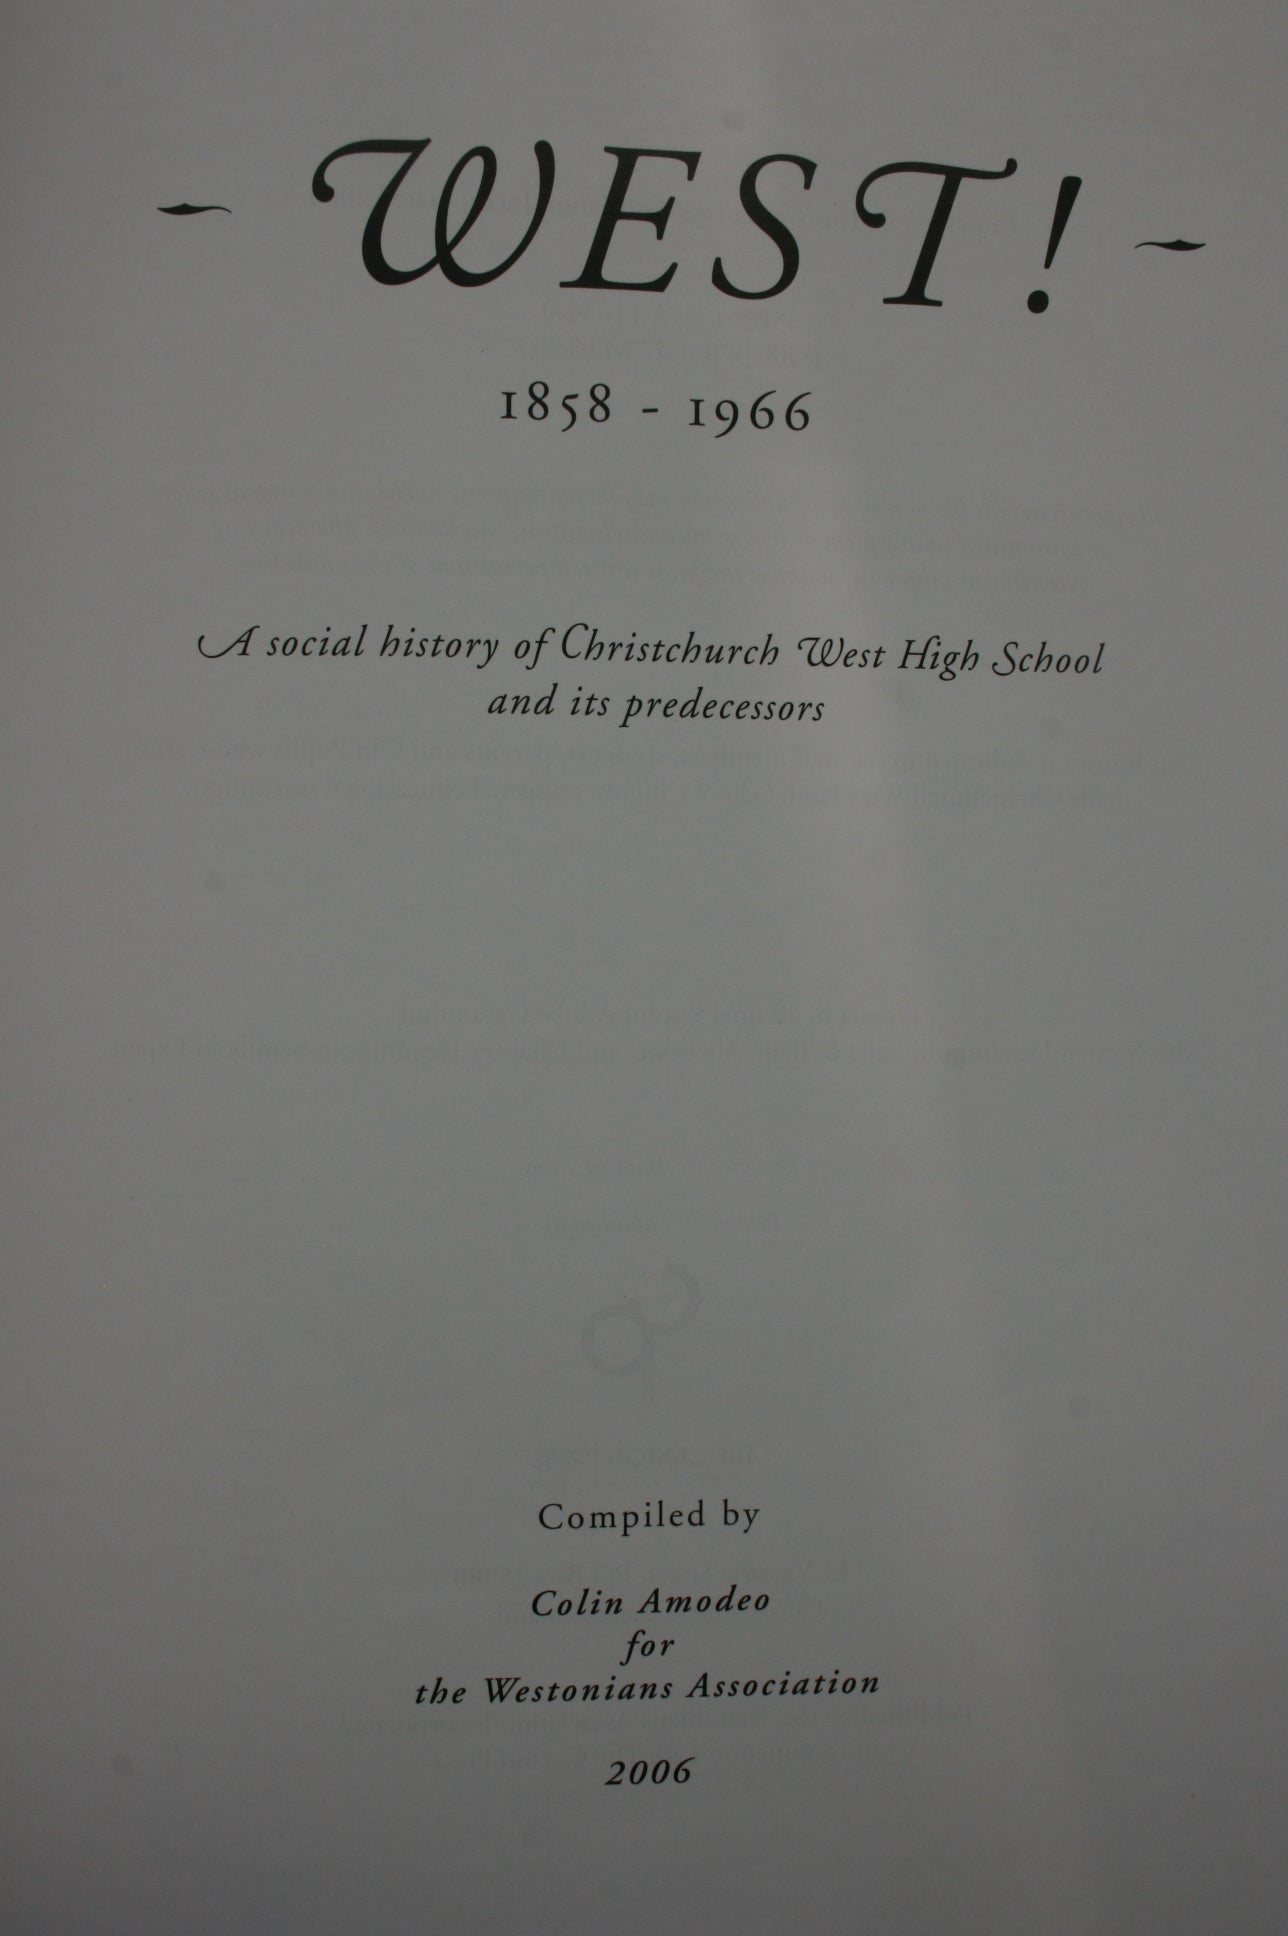 ~ WEST! ~
1858 - 1966
A social history of Christchurch West High School
and its predecessors
Compiled by
Colin Amodeo
for
the Westonians Association
2006